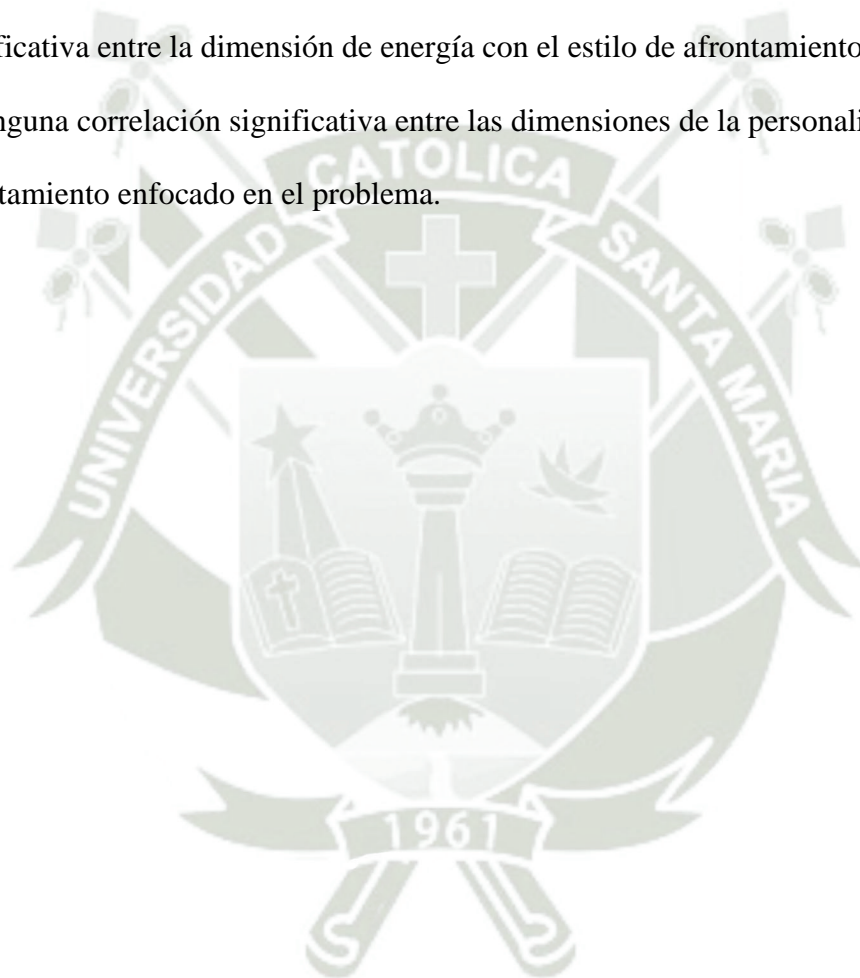 ficativa entre la dimensión de energía con el estilo de afrontamiento
nguna correlación significativa entre las dimensiones de la personali
tamiento enfocado en el problema.
UNIVERSIDAD CATOLICA SANTA MARIA
1961